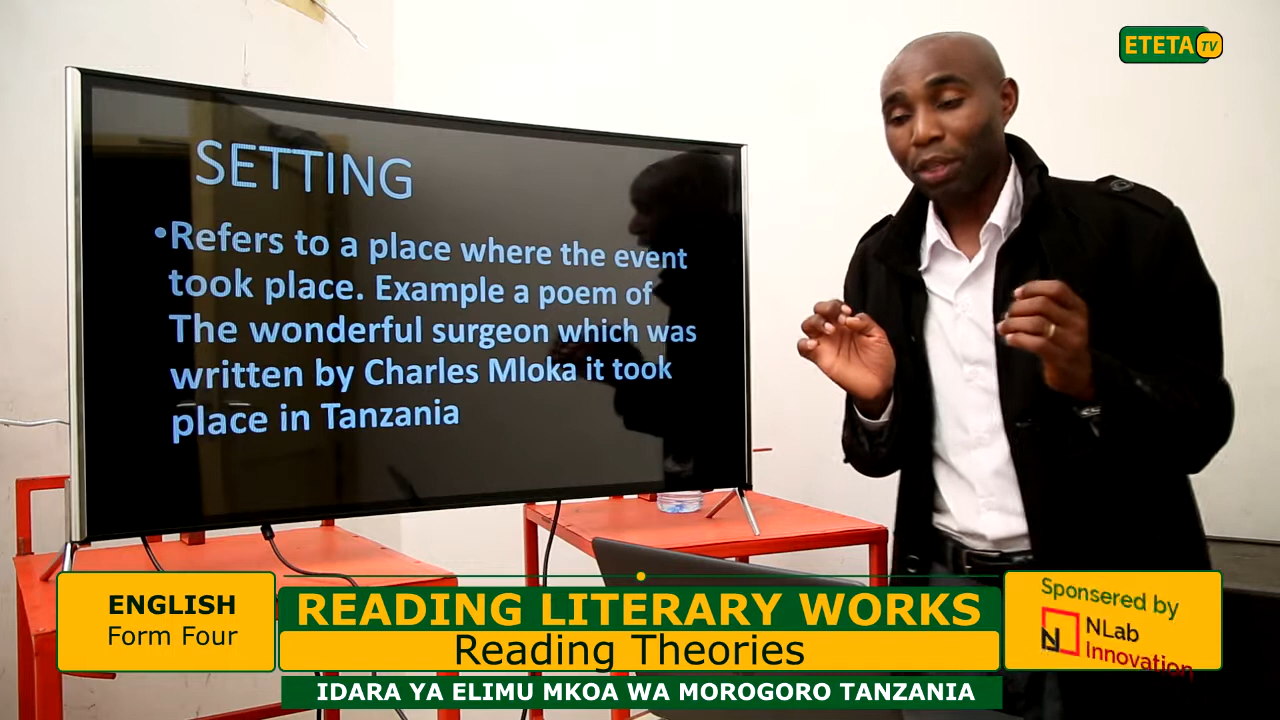 ETETA TV
SETTING
•Refers to a place where the event
took place. Example a poem of
The wonderful surgeon which was
written by Charles Mloka it took
place in Tanzania
ENGLISH
Form Four
READING LITERARY WORKS
Reading Theories
IDARA YA ELIMU MKOA WA MOROGORO TANZANIA
Sponsered by
N
NLab
Innovation